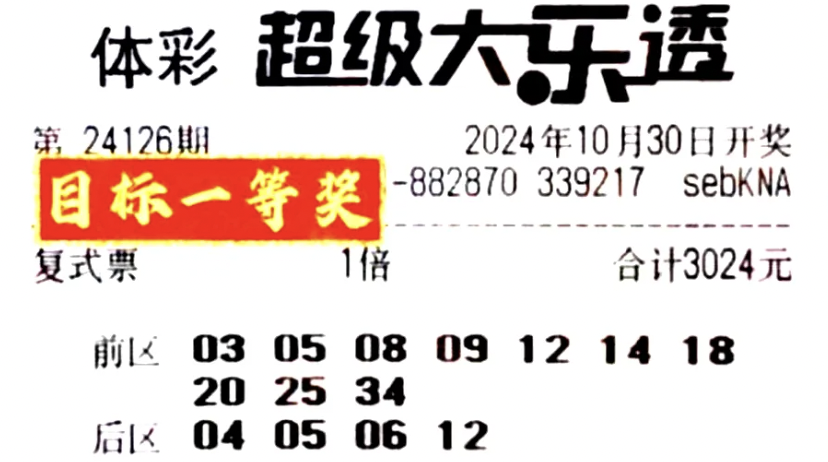 体彩 超级大乐透
第 24126期 2024年10月30日开奖
目标一等奖 -882870 339217 sebKNA
复式票 1倍 合计3024元
前区 03 05 08 09 12 14 18
20 25 34
后区 04 05 06 12